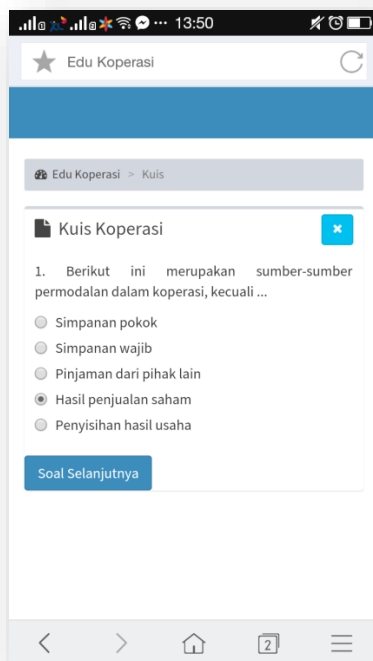 13:50
Edu Koperasi
Edu Koperasi > Kuis
Kuis Koperasi
1. Berikut ini merupakan sumber-sumber
permodalan dalam koperasi, kecuali ...
Simpanan pokok
Simpanan wajib
Pinjaman dari pihak lain
Hasil penjualan saham
Penyisihan hasil usaha
Soal Selanjutnya
2